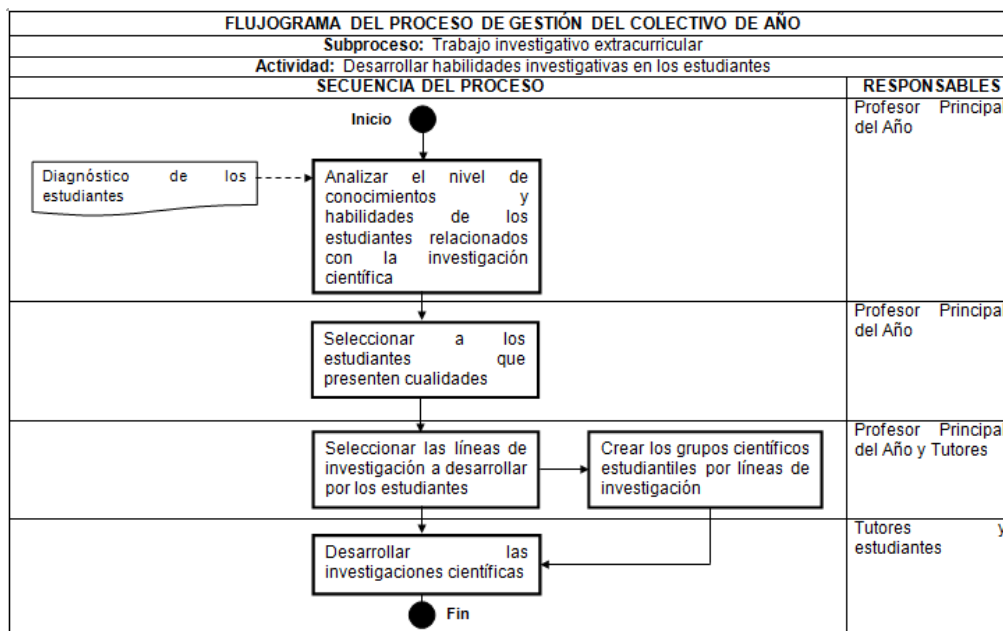 FLUJOGRAMA DEL PROCESO DE GESTIÓN DEL COLECTIVO DE AÑO
Subproceso: Trabajo investigativo extracurricular
Actividad: Desarrollar habilidades investigativas en los estudiantes
SECUENCIA DEL PROCESO
RESPONSABLES
Inicio
Profesor Principal
del Año
Diagnóstico de los
estudiantes
Analizar el nivel de
conocimientos y
habilidades de los
estudiantes relacionados
con la investigación
científica
Profesor Principal
del Año
Seleccionar a los
estudiantes que
presenten cualidades
Profesor Principal
del Año y Tutores
Seleccionar las líneas de
investigación a desarrollar
por los estudiantes
Crear los grupos científicos
estudiantiles por líneas de
investigación
Tutores y
estudiantes
Desarrollar las
investigaciones científicas
Fin